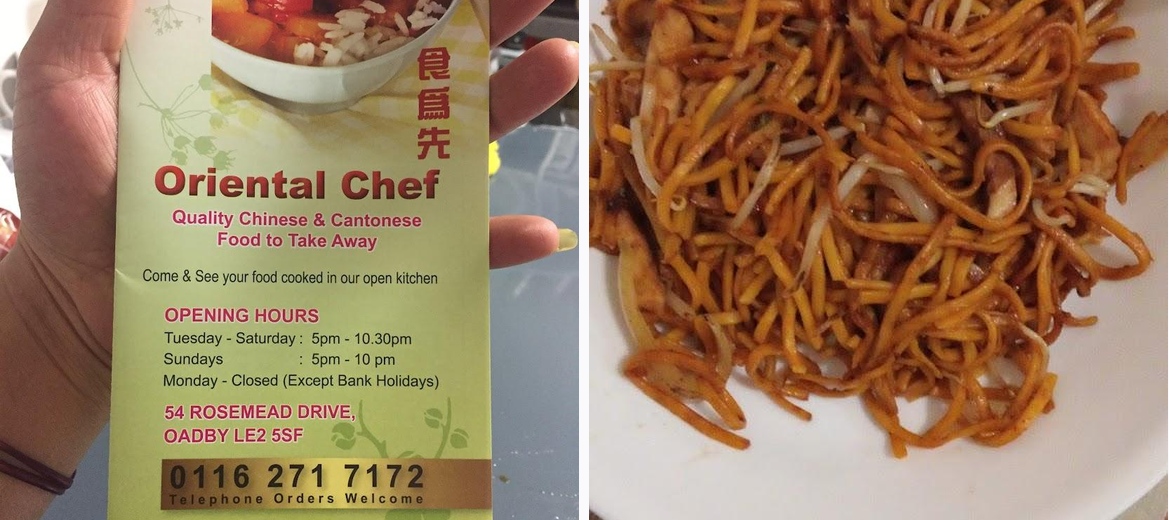 食為先
Oriental Chef
Quality Chinese & Cantonese
Food to Take Away
Come & See your food cooked in our open kitchen
OPENING HOURS
Tuesday - Saturday : 5pm - 10.30pm
Sundays : 5pm - 10 pm
Monday - Closed (Except Bank Holidays)
54 ROSEMEAD DRIVE,
OADBY LE2 5SF
0116 271 7172
Telephone Orders Welcome